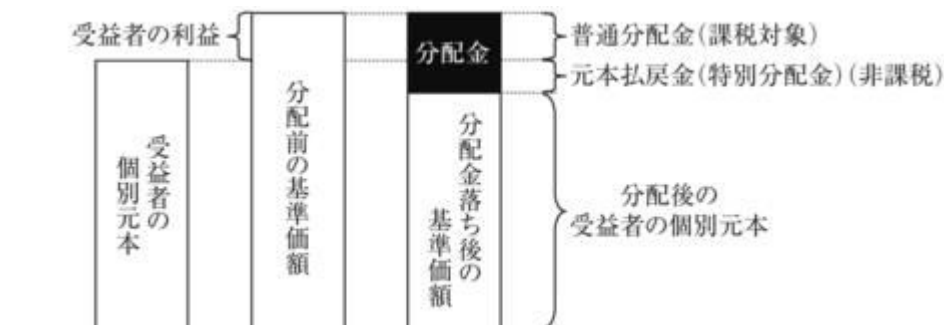 受益者の利益
分配金
普通分配金(課税対象)
元本払戻金(特別分配金)(非課税)
受益者の
個別元本
分配前の基準価額
分配金落ち後の
基準価額
分配後の
受益者の個別元本